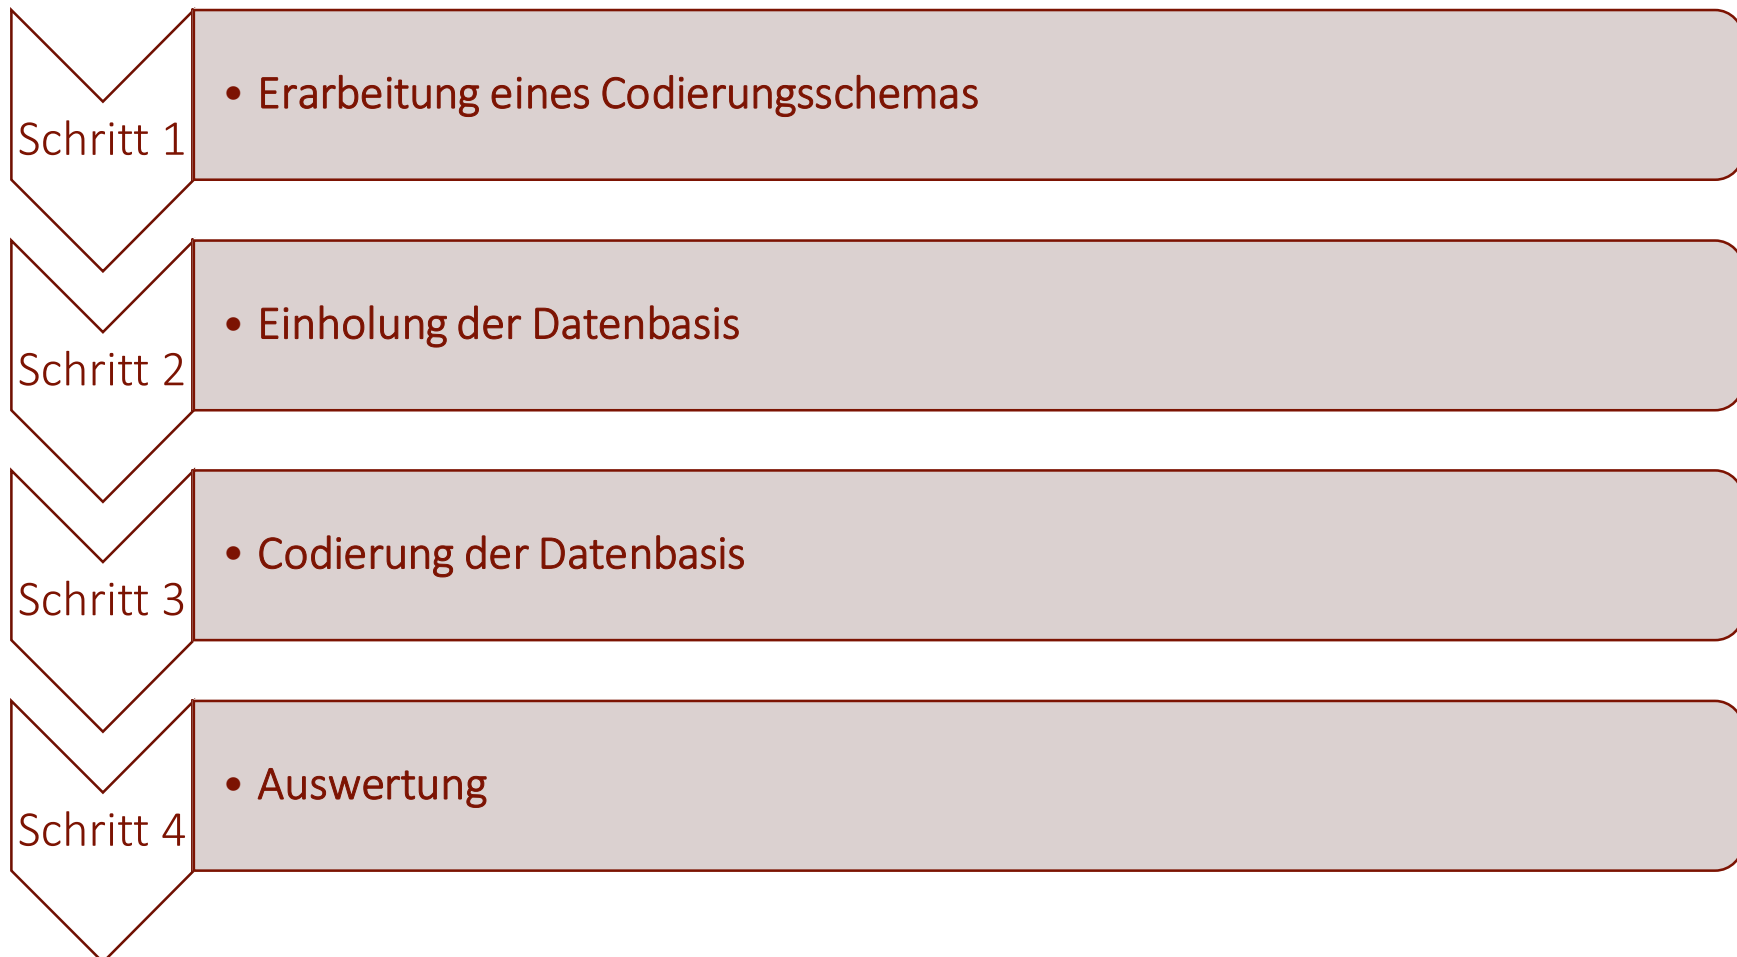 • Erarbeitung eines Codierungsschemas
Schritt 1
• Einholung der Datenbasis
Schritt 2
• Codierung der Datenbasis
Schritt 3
• Auswertung
Schritt 4